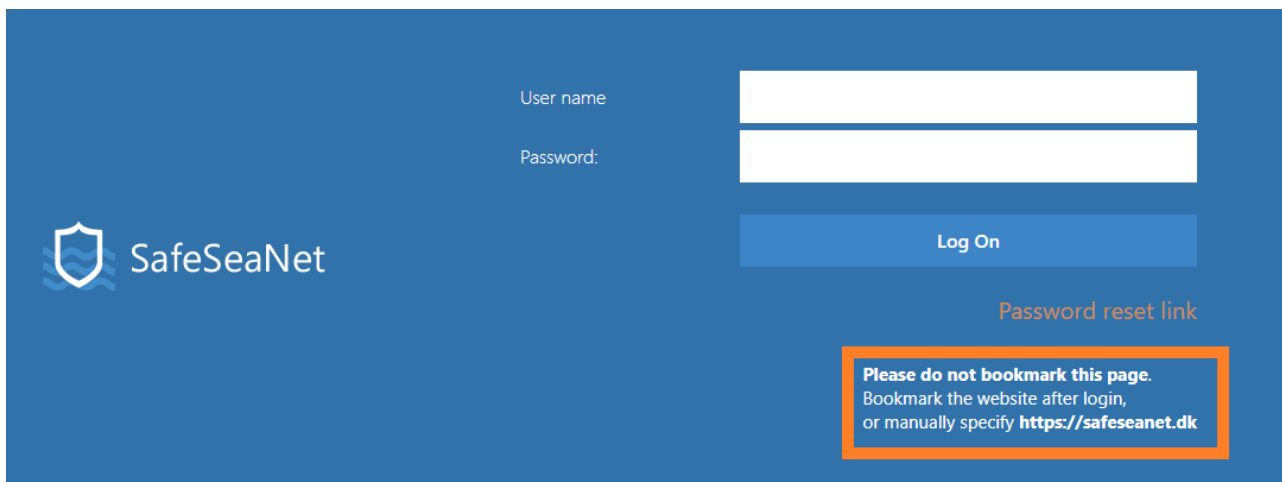 User name
Password:
SafeSeaNet
Log On
Password reset link
Please do not bookmark this page.
Bookmark the website after login,
or manually specify https://safeseanet.dk